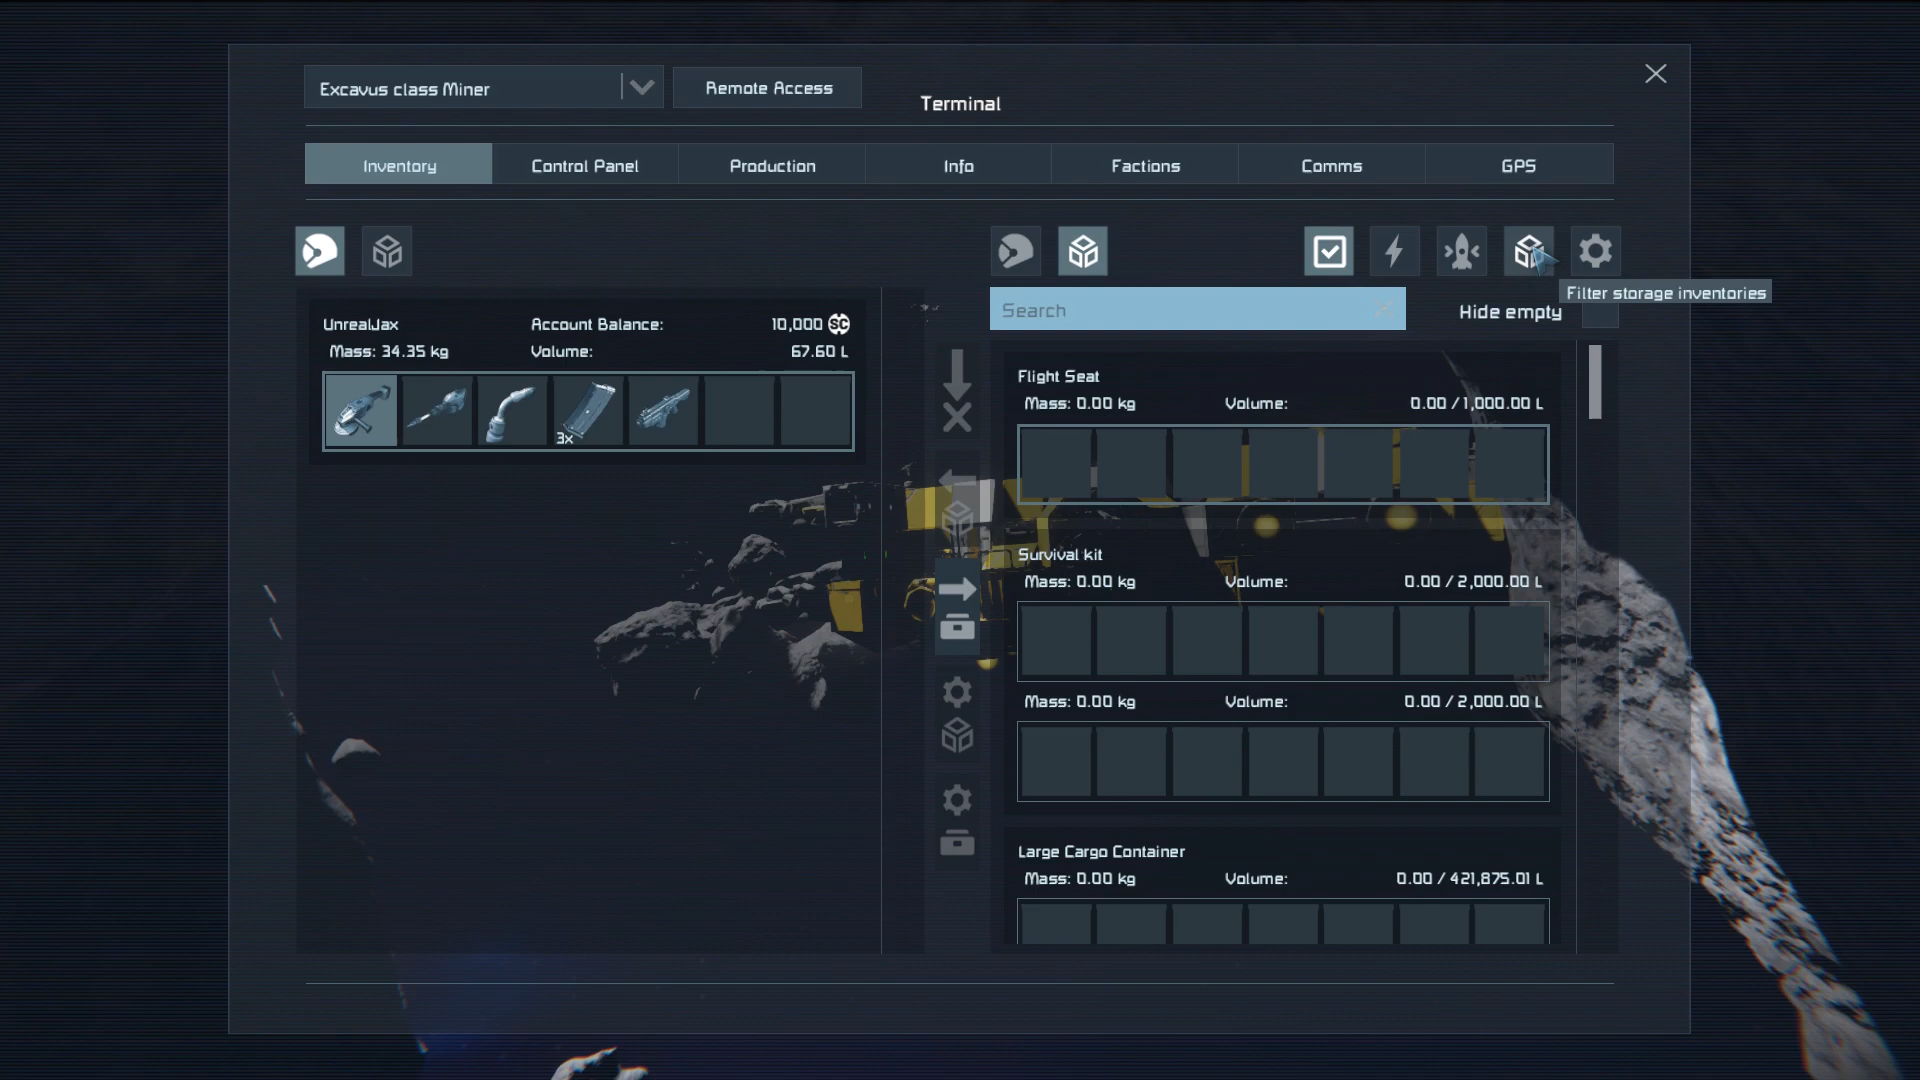 Excavus class Miner
Remote Access
Terminal
Inventory
Control Panel
Production
Info
Factions
Comms
GPS
Filter storage inventories
Search
Hide empty
UnrealJax
Account Balance:
10,000 SC
Mass: 34.35 kg
Volume:
67.60 L
3x
Flight Seat
Mass: 0.00 kg
Volume:
0.00 / 1,000.00 L
Survival kit
Mass: 0.00 kg
Volume:
0.00 / 2,000.00 L
Mass: 0.00 kg
Volume:
0.00 / 2,000.00 L
Large Cargo Container
Mass: 0.00 kg
Volume:
0.00 / 421,875.01 L